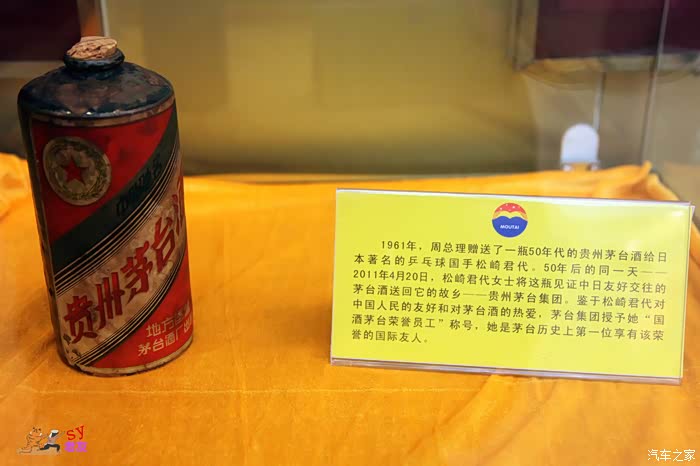 中国贵州
贵州茅台酒
地方国营
茅台酒厂出品
MOUTAI
1961年，周总理赠送了一瓶50年代的贵州茅台酒给日
本著名的乒乓球国手松崎君代。50年后的同一天——
2011年4月20日，松崎君代女士将这瓶见证中日友好交往的
茅台酒送回它的故乡——贵州茅台集团。鉴于松崎君代对
中国人民的友好和对茅台酒的热爱，茅台集团授予她“国
酒茅台荣誉员工”称号，她是茅台历史上第一位享有该荣
誉的国际友人。
sy
汽车之家